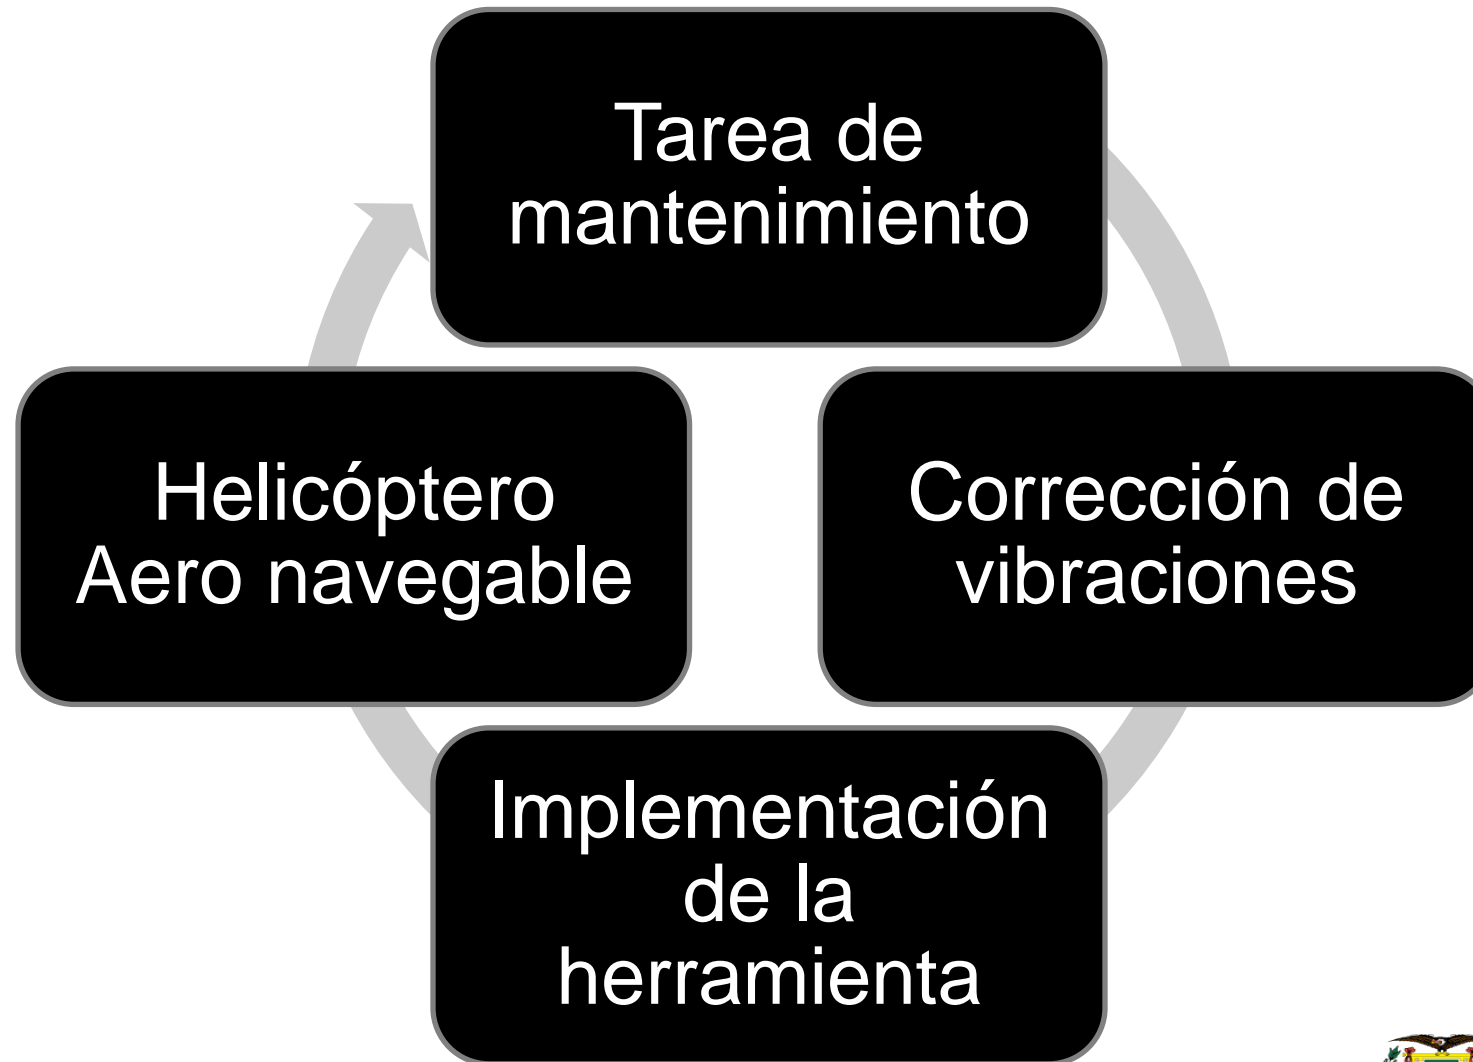 Tarea de
mantenimiento
Helicóptero
Aero navegable
Corrección de
vibraciones
Implementación
de la
herramienta